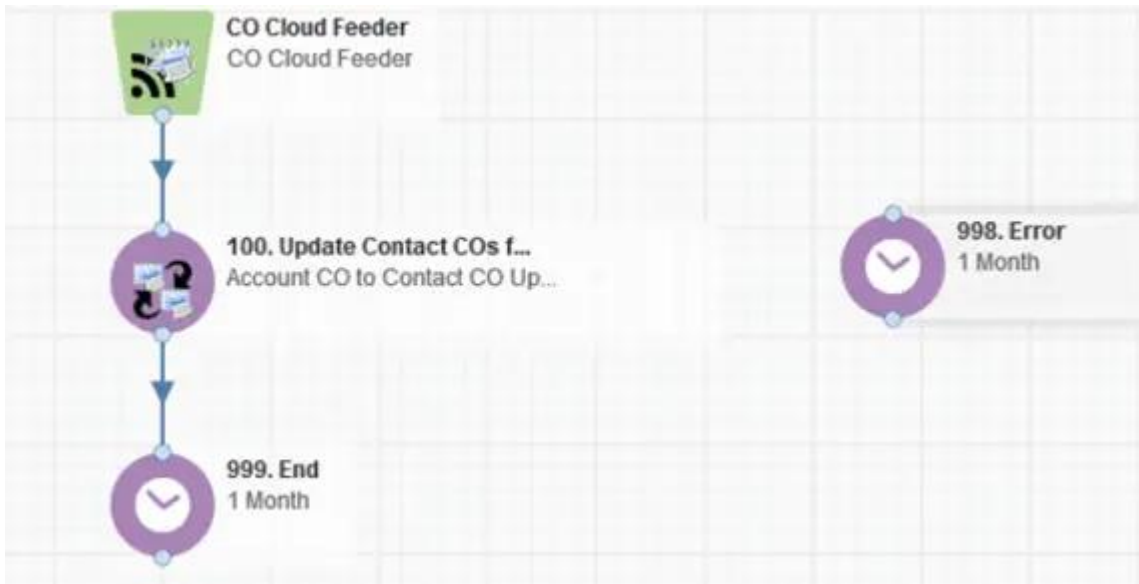 CO Cloud Feeder
CO Cloud Feeder
100. Update Contact COs f...
Account CO to Contact CO Up...
998. Error
1 Month
999. End
1 Month